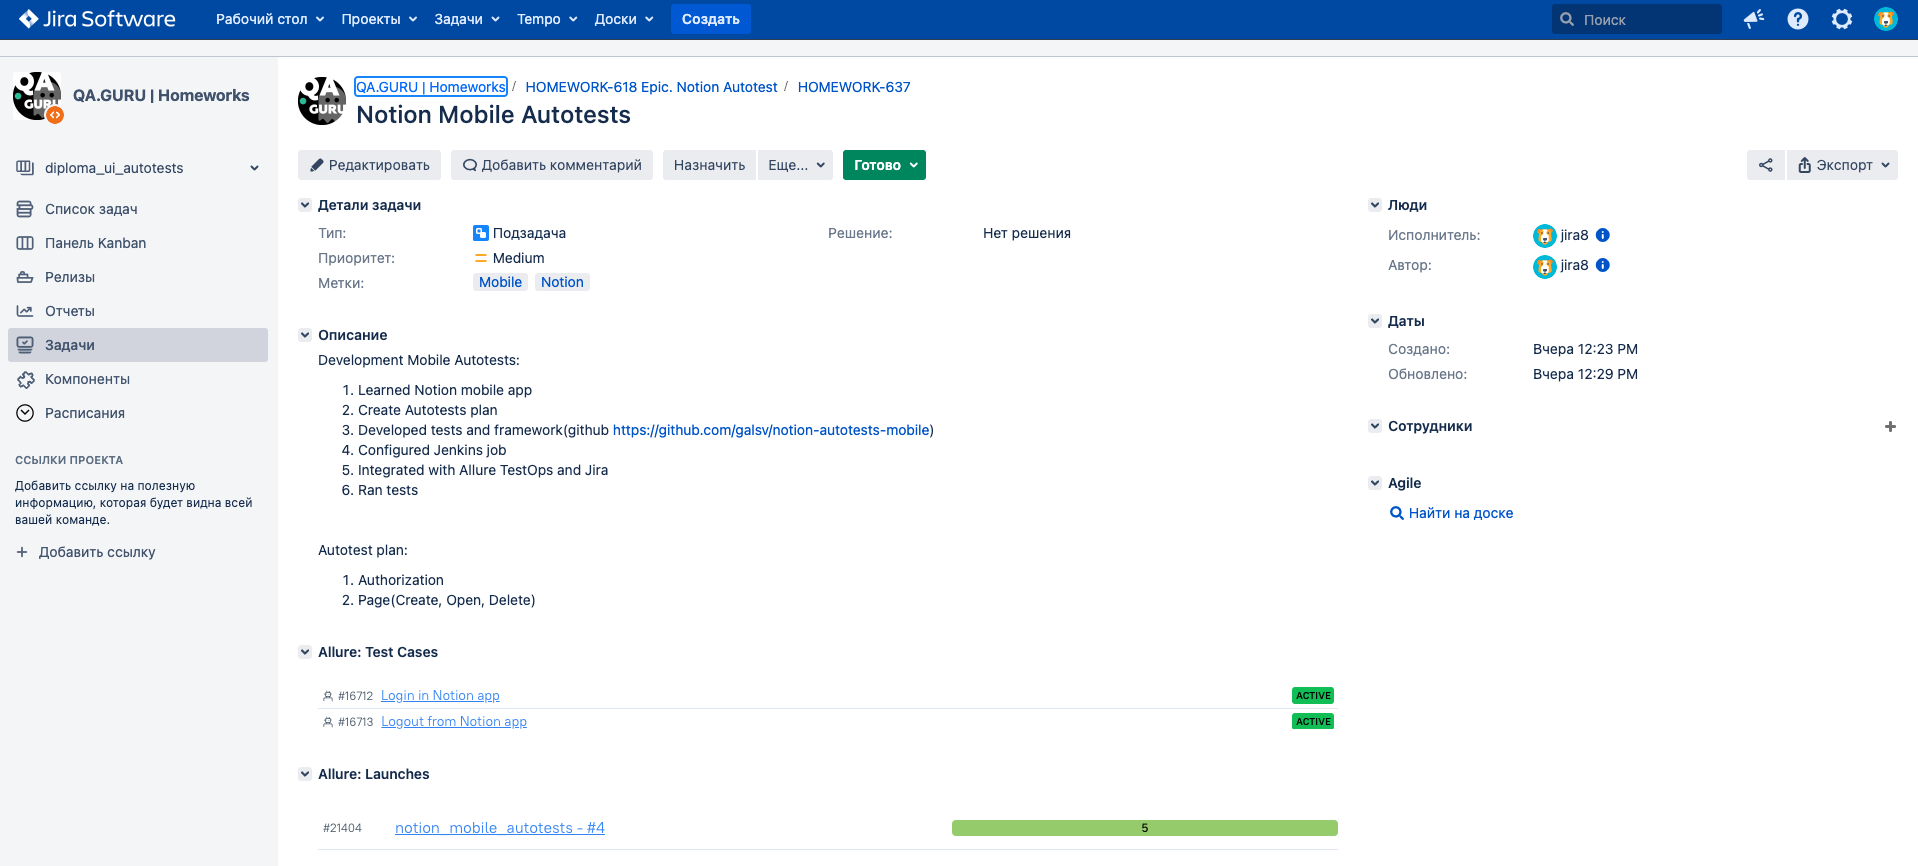 Jira Software
Рабочий стол Проекты Задачи Tempo Доски Создать Поиск
QA GURU
QA.GURU | Homeworks
diploma_ui_autotests
Список задач
Панель Kanban
Релизы
Отчеты
Задачи
Компоненты
Расписания
ССЫЛКИ ПРОЕКТА
Добавить ссылку на полезную
информацию, которая будет видна всей
вашей команде.
+ Добавить ссылку
QA GURU
QA.GURU | Homeworks / HOMEWORK-618 Epic. Notion Autotest / HOMEWORK-637
Notion Mobile Autotests
Редактировать Добавить комментарий Назначить Еще... Готово Экспорт
Детали задачи
Тип: Подзадача Решение: Нет решения
Приоритет: Medium
Метки: Mobile Notion
Описание
Development Mobile Autotests:
1. Learned Notion mobile app
2. Create Autotests plan
3. Developed tests and framework(github https://github.com/galsv/notion-autotests-mobile)
4. Configured Jenkins job
5. Integrated with Allure TestOps and Jira
6. Ran tests
Autotest plan:
1. Authorization
2. Page(Create, Open, Delete)
Allure: Test Cases
#16712 Login in Notion app ACTIVE
#16713 Logout from Notion app ACTIVE
Allure: Launches
#21404 notion_mobile_autotests - #4 5
Люди
Исполнитель: jira8
Автор: jira8
Даты
Создано: Вчера 12:23 PM
Обновлено: Вчера 12:29 PM
Сотрудники +
Agile
Найти на доске